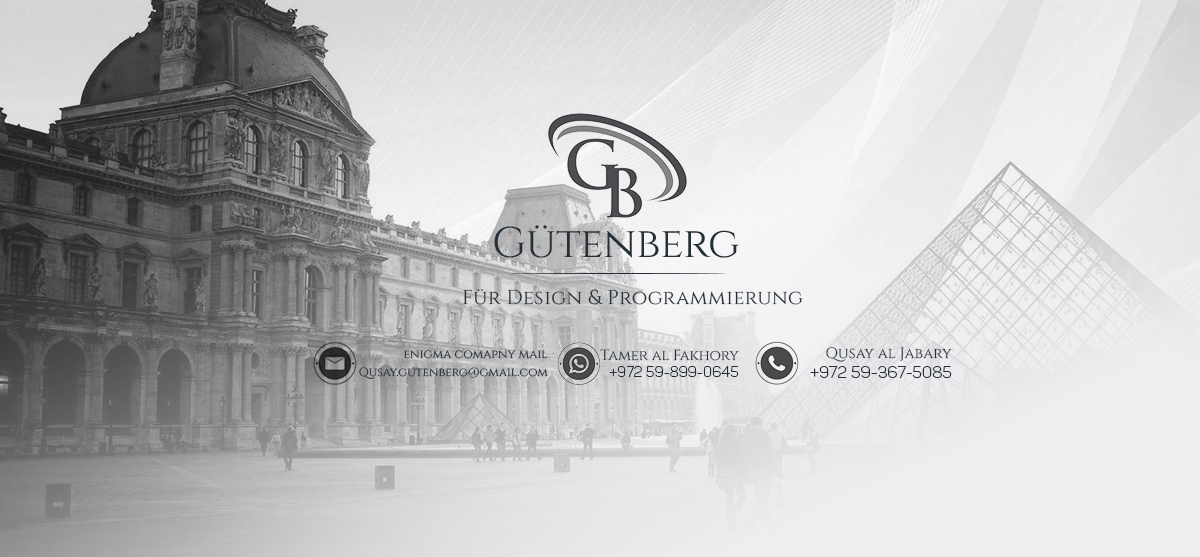 GB
GÜTENBERG
FÜR DESIGN & PROGRAMMIERUNG
ENIGMA COMAPNY MAIL
QUSAY.GUTENBERG@GMAIL.COM
TAMER AL FAKHORY
+972 59-899-0645
QUSAY AL JABARY
+972 59-367-5085